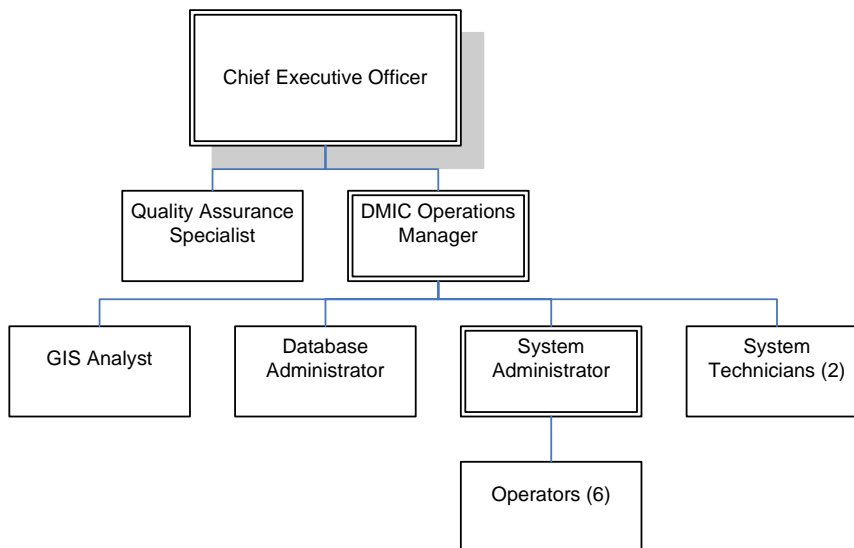 Chief Executive Officer
Quality Assurance
Specialist
DMIC Operations
Manager
GIS Analyst
Database
Administrator
System
Administrator
System
Technicians (2)
Operators (6)